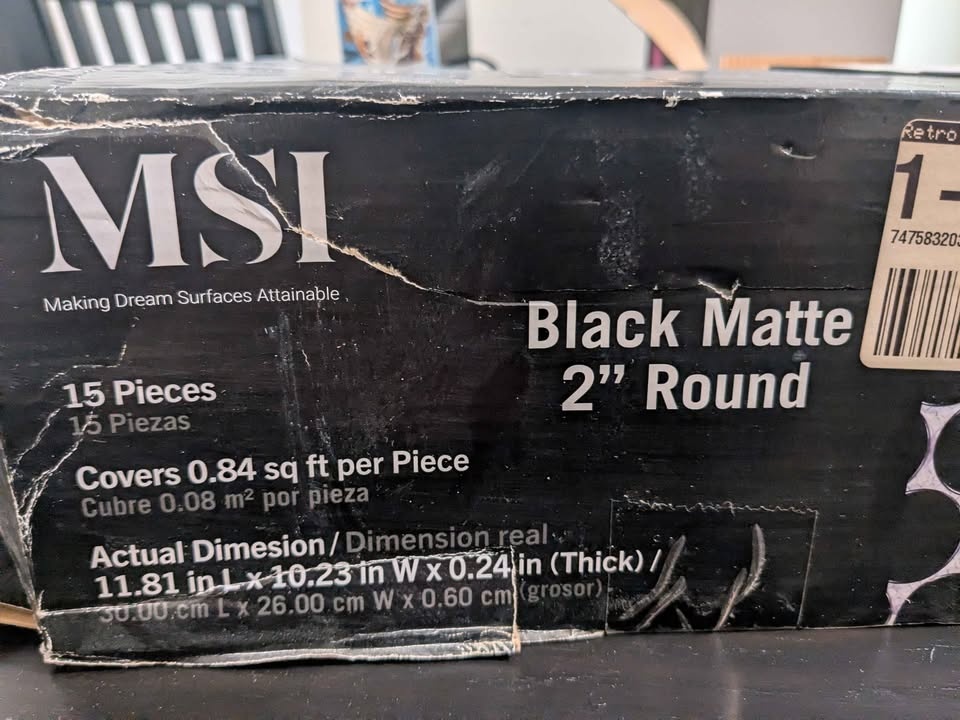 MSI
Making Dream Surfaces Attainable
Black Matte
2” Round
15 Pieces
15 Piezas
Covers 0.84 sq ft per Piece
Cubre 0.08 m² por pieza
Actual Dimesion / Dimension real
11.81 in L x 10.23 in W x 0.24 in (Thick) /
30.00 cm L x 26.00 cm W x 0.60 cm (grosor)
Retro
1-
74758320